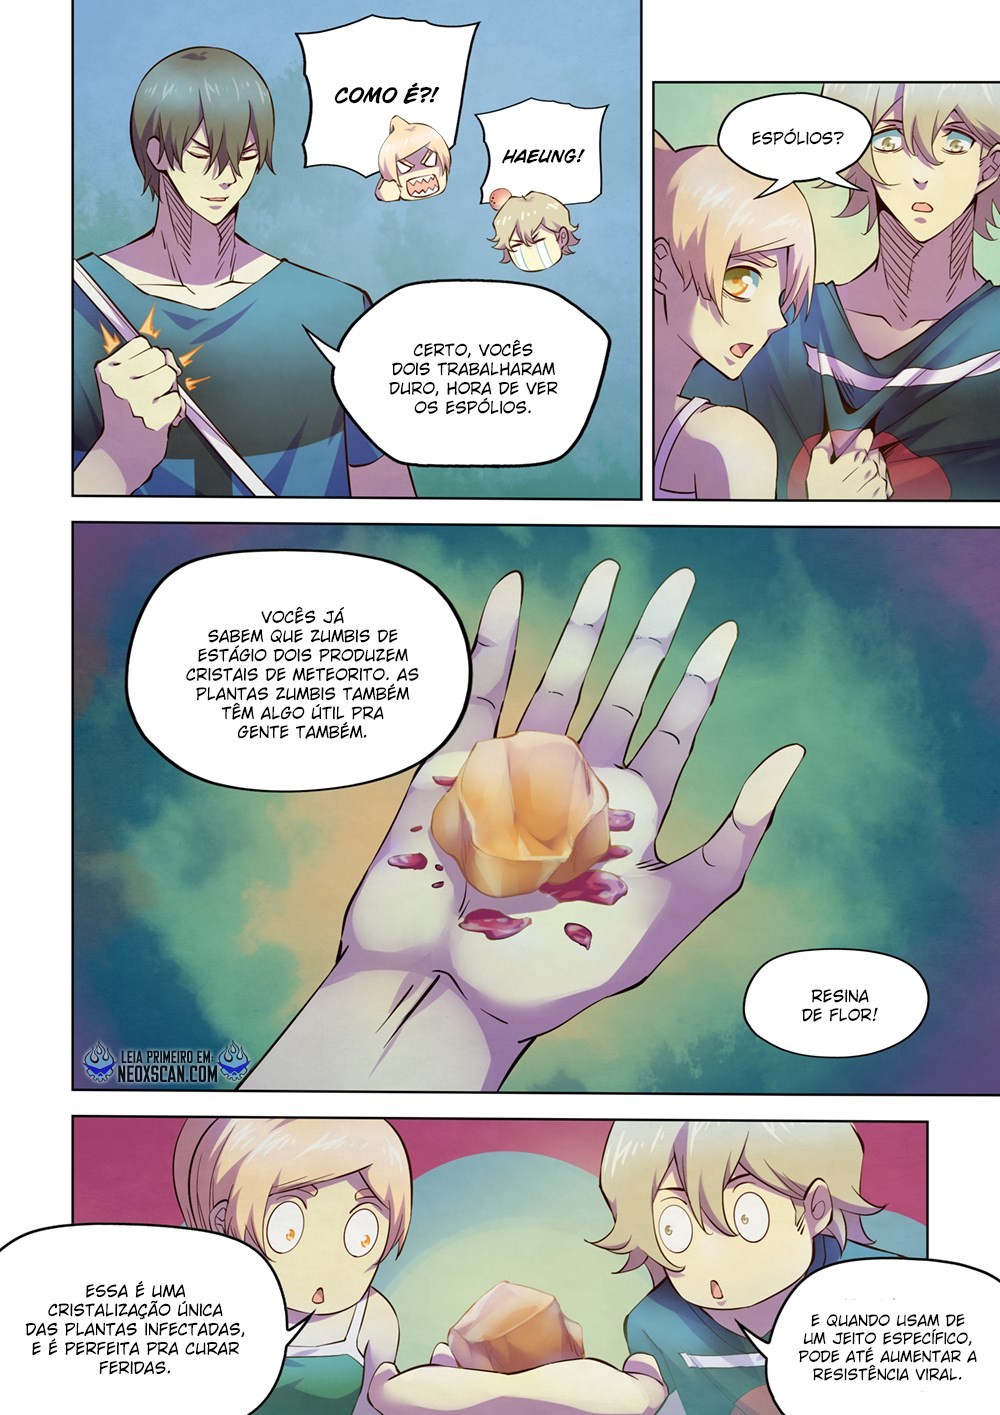 COMO É?!
HAEUNG!
CERTO, VOCÊS
DOIS TRABALHARAM
DURO, HORA DE VER
OS ESPÓLIOS.
ESPÓLIOS?
VOCÊS JÁ
SABEM QUE ZUMBIS DE
ESTÁGIO DOIS PRODUZEM
CRISTAIS DE METEORITO. AS
PLANTAS ZUMBIS TAMBÉM
TÊM ALGO ÚTIL PRA
GENTE TAMBÉM.
RESINA
DE FLOR!
LEIA PRIMEIRO EM:
NEOXSCAN.COM
ESSA É UMA
CRISTALIZAÇÃO ÚNICA
DAS PLANTAS INFECTADAS,
E É PERFEITA PRA CURAR
FERIDAS.
E QUANDO USAM DE
UM JEITO ESPECÍFICO,
PODE ATÉ AUMENTAR A
RESISTÊNCIA VIRAL.